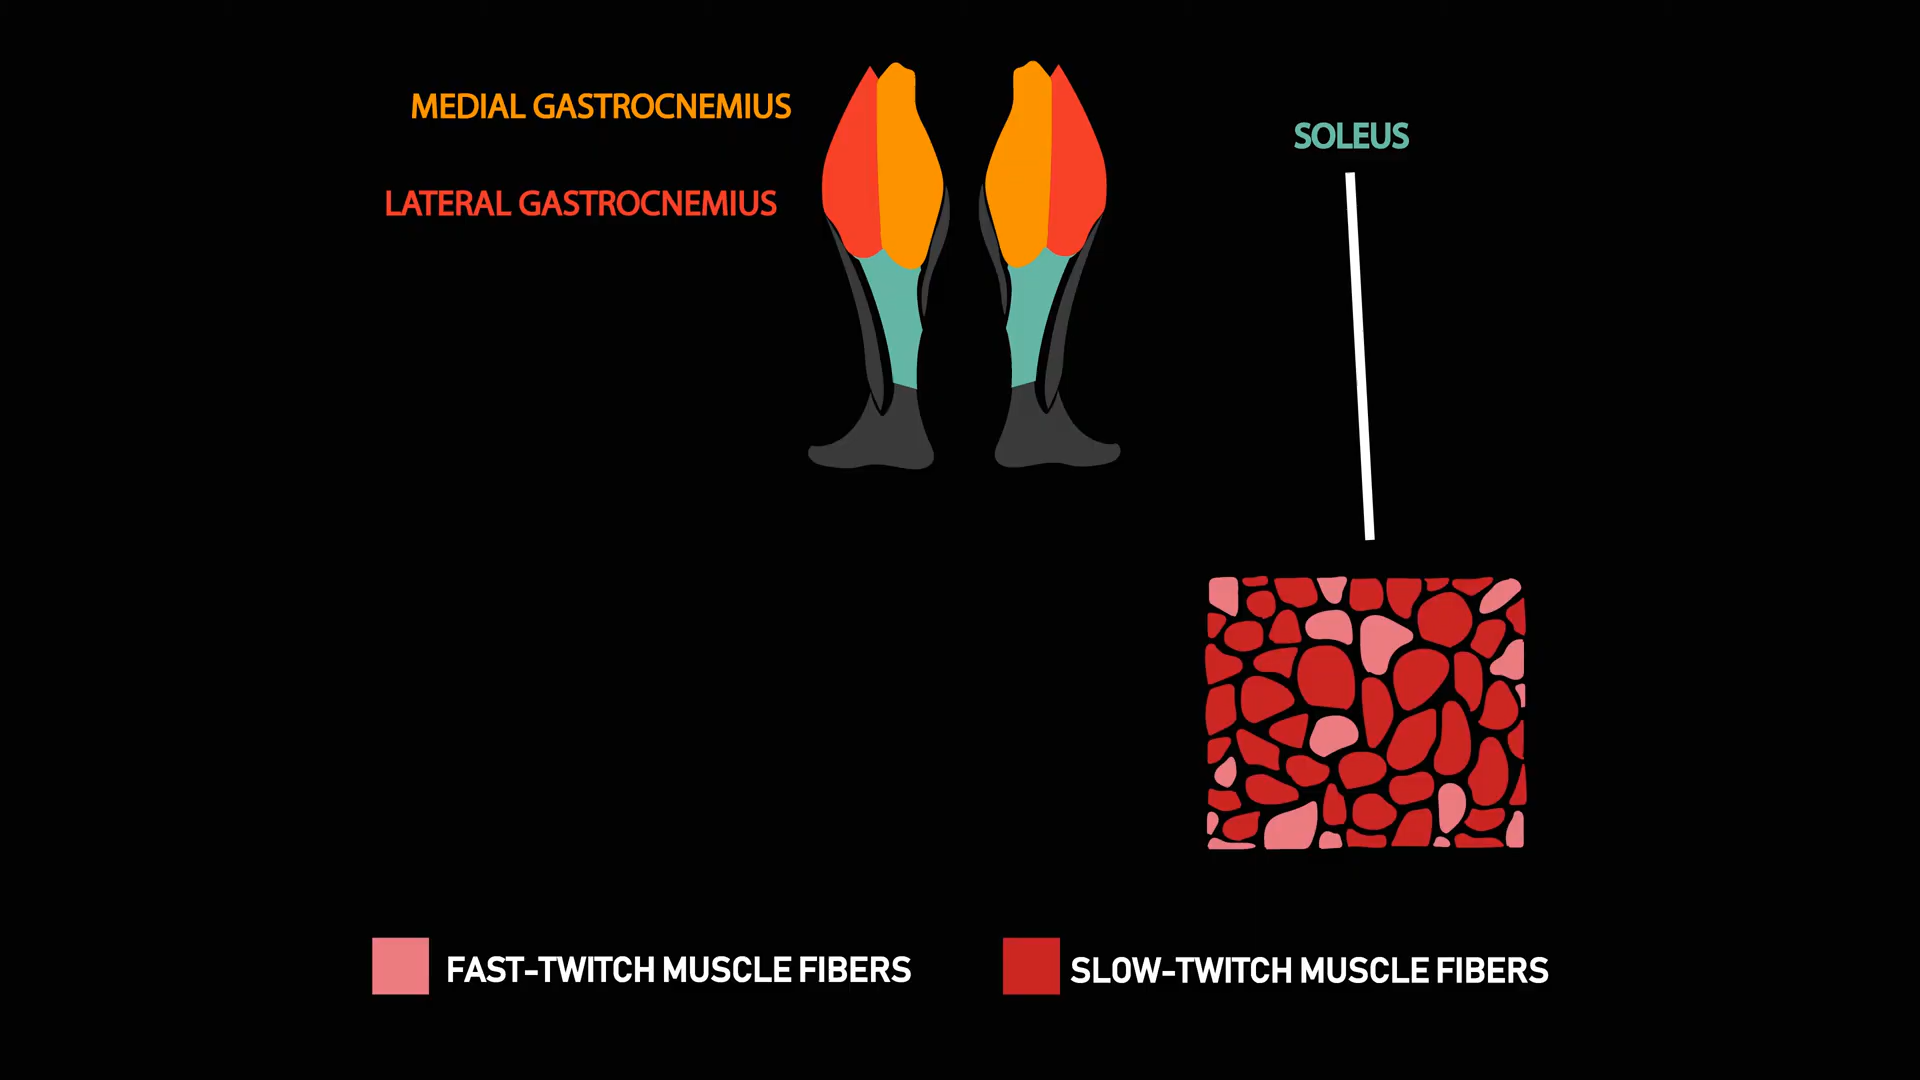 MEDIAL GASTROCNEMIUS
LATERAL GASTROCNEMIUS
SOLEUS
FAST-TWITCH MUSCLE FIBERS
SLOW-TWITCH MUSCLE FIBERS